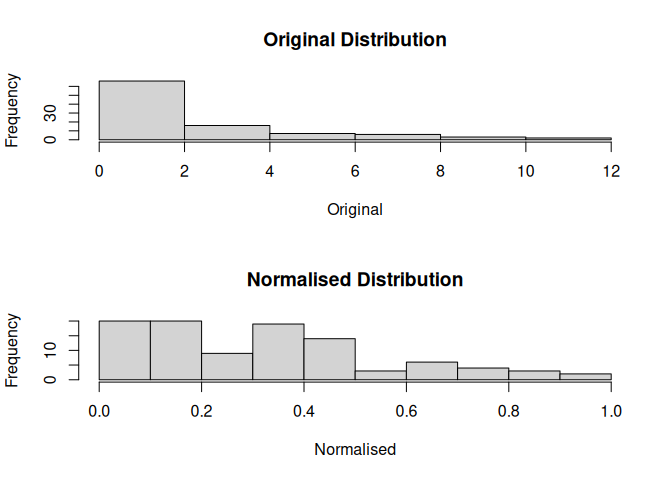 Original Distribution
Frequency
0 30
0 2 4 6 8 10 12
Original
Normalised Distribution
Frequency
0 10
0.0 0.2 0.4 0.6 0.8 1.0
Normalised